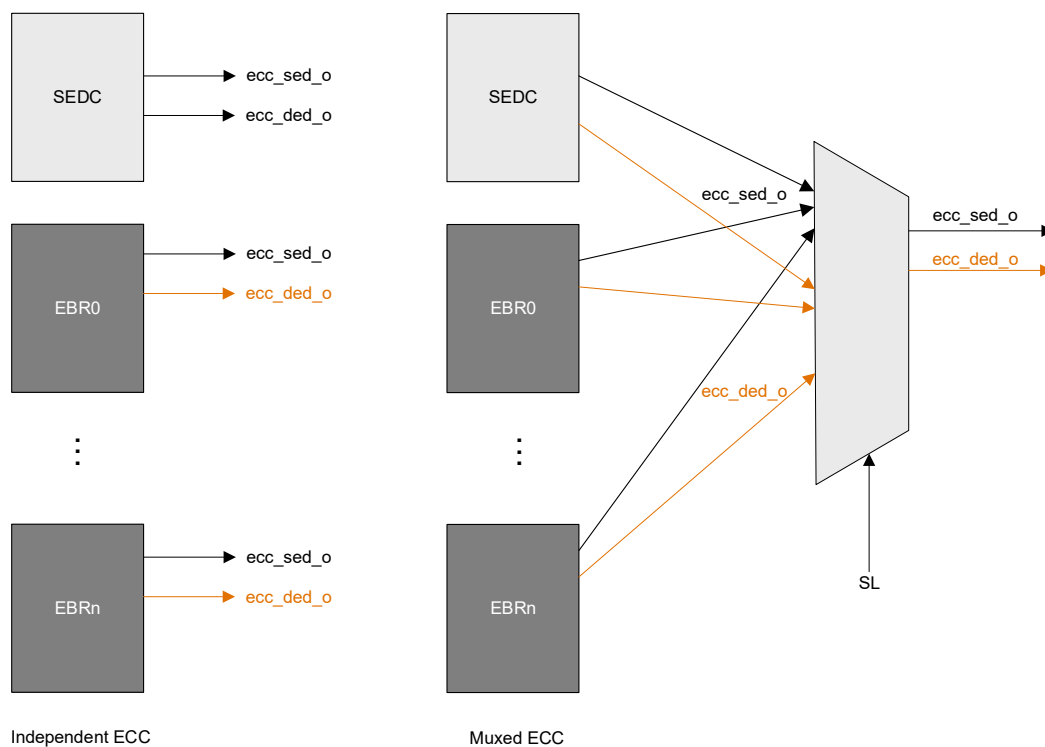 SEDC
ecc_sed_o
ecc_ded_o
EBR0
ecc_sed_o
ecc_ded_o
⋮
EBRn
ecc_sed_o
ecc_ded_o
Independent ECC
SEDC
ecc_sed_o
EBR0
ecc_ded_o
⋮
EBRn
ecc_sed_o
ecc_ded_o
SL
Muxed ECC